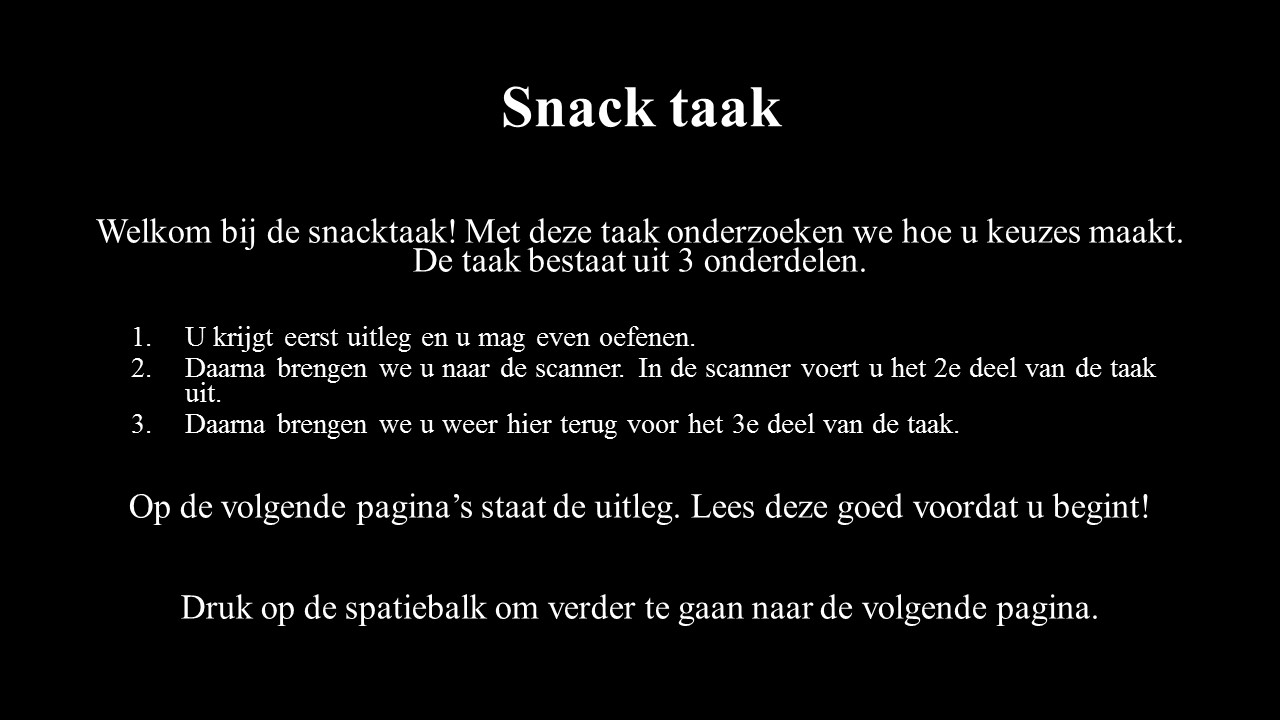 Snack taak
Welkom bij de snacktaak! Met deze taak onderzoeken we hoe u keuzes maakt.
De taak bestaat uit 3 onderdelen.
1. U krijgt eerst uitleg en u mag even oefenen.
2. Daarna brengen we u naar de scanner. In de scanner voert u het 2e deel van de taak
uit.
3. Daarna brengen we u weer hier terug voor het 3e deel van de taak.
Op de volgende pagina’s staat de uitleg. Lees deze goed voordat u begint!
Druk op de spatiebalk om verder te gaan naar de volgende pagina.